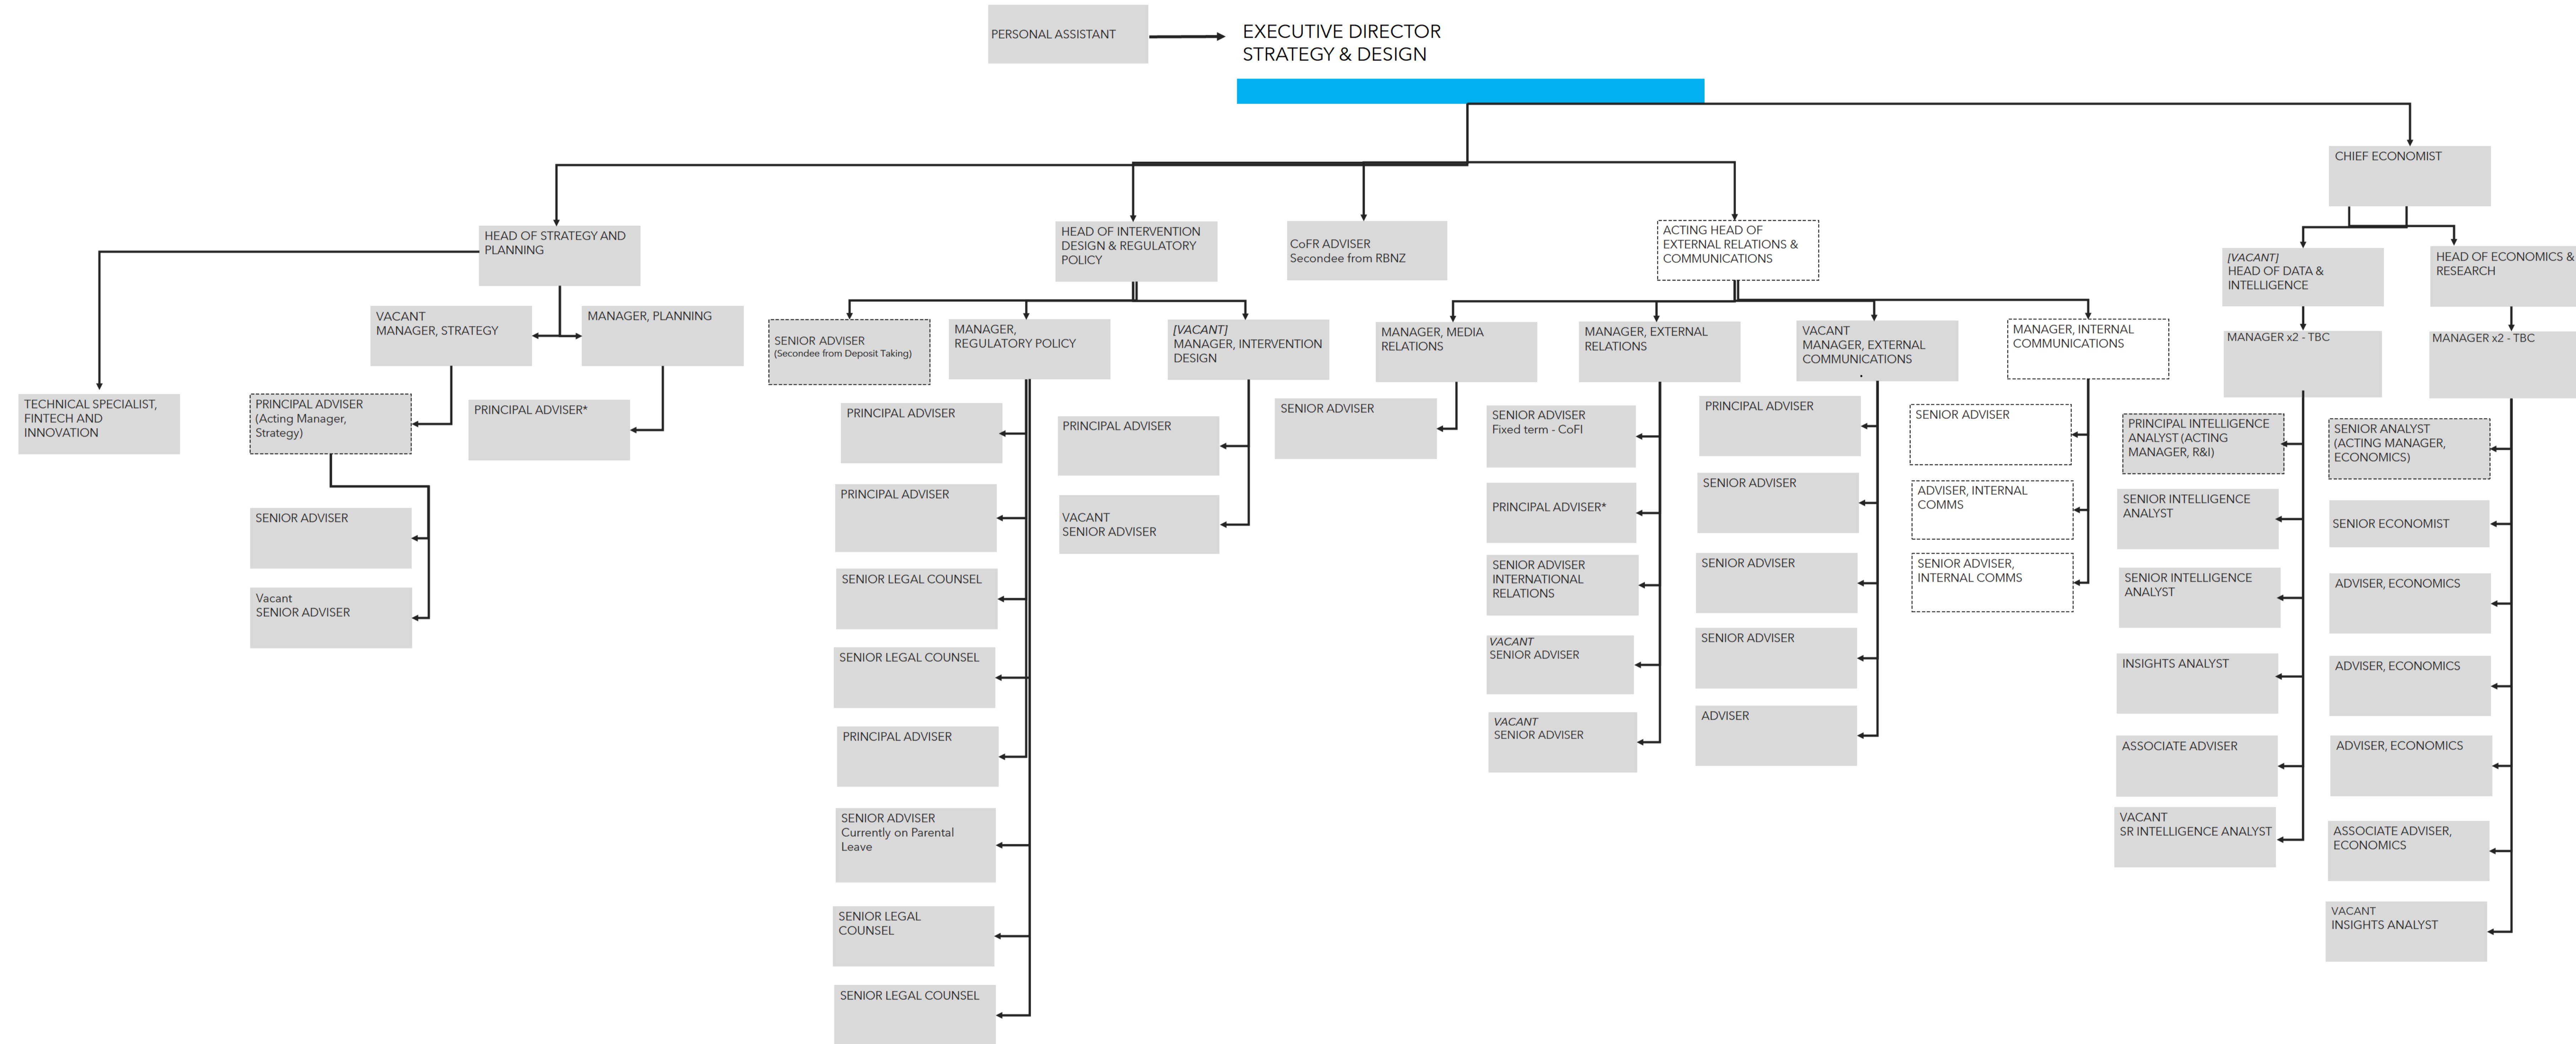 PERSONAL ASSISTANT
EXECUTIVE DIRECTOR
STRATEGY & DESIGN
CHIEF ECONOMIST
HEAD OF STRATEGY AND
PLANNING
HEAD OF INTERVENTION
DESIGN & REGULATORY
POLICY
CoFR ADVISER
Secondee from RBNZ
ACTING HEAD OF
EXTERNAL RELATIONS &
COMMUNICATIONS
[VACANT]
HEAD OF DATA &
INTELLIGENCE
HEAD OF ECONOMICS &
RESEARCH
VACANT
MANAGER, STRATEGY
MANAGER, PLANNING
SENIOR ADVISER
(Secondee from Deposit Taking)
MANAGER,
REGULATORY POLICY
[VACANT]
MANAGER, INTERVENTION
DESIGN
MANAGER, MEDIA
RELATIONS
MANAGER, EXTERNAL
RELATIONS
VACANT
MANAGER, EXTERNAL
COMMUNICATIONS
.
MANAGER, INTERNAL
COMMUNICATIONS
MANAGER x2 - TBC
MANAGER x2 - TBC
TECHNICAL SPECIALIST,
FINTECH AND
INNOVATION
PRINCIPAL ADVISER
(Acting Manager,
Strategy)
SENIOR ADVISER
Vacant
SENIOR ADVISER
PRINCIPAL ADVISER*
PRINCIPAL ADVISER
PRINCIPAL ADVISER
SENIOR LEGAL COUNSEL
SENIOR LEGAL COUNSEL
PRINCIPAL ADVISER
SENIOR ADVISER
Currently on Parental
Leave
SENIOR LEGAL
COUNSEL
SENIOR LEGAL COUNSEL
PRINCIPAL ADVISER
VACANT
SENIOR ADVISER
SENIOR ADVISER
SENIOR ADVISER
Fixed term - CoFI
PRINCIPAL ADVISER*
SENIOR ADVISER
INTERNATIONAL
RELATIONS
VACANT
SENIOR ADVISER
VACANT
SENIOR ADVISER
PRINCIPAL ADVISER
SENIOR ADVISER
SENIOR ADVISER
SENIOR ADVISER
ADVISER
SENIOR ADVISER
ADVISER, INTERNAL
COMMS
SENIOR ADVISER,
INTERNAL COMMS
PRINCIPAL INTELLIGENCE
ANALYST (ACTING
MANAGER, R&I)
SENIOR INTELLIGENCE
ANALYST
SENIOR INTELLIGENCE
ANALYST
INSIGHTS ANALYST
ASSOCIATE ADVISER
VACANT
SR INTELLIGENCE ANALYST
SENIOR ANALYST
(ACTING MANAGER,
ECONOMICS)
SENIOR ECONOMIST
ADVISER, ECONOMICS
ADVISER, ECONOMICS
ADVISER, ECONOMICS
ASSOCIATE ADVISER,
ECONOMICS
VACANT
INSIGHTS ANALYST